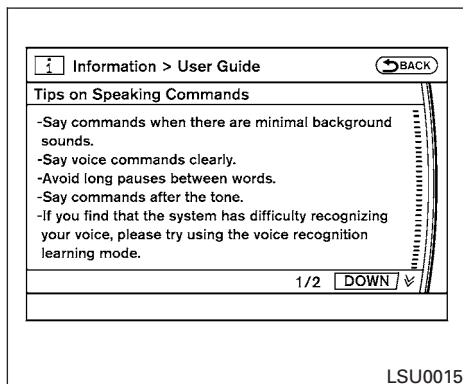 i Information > User Guide
BACK
Tips on Speaking Commands
-Say commands when there are minimal background
sounds.
-Say voice commands clearly.
-Avoid long pauses between words.
-Say commands after the tone.
-If you find that the system has difficulty recognizing
your voice, please try using the voice recognition
learning mode.
1/2 DOWN
LSU0015